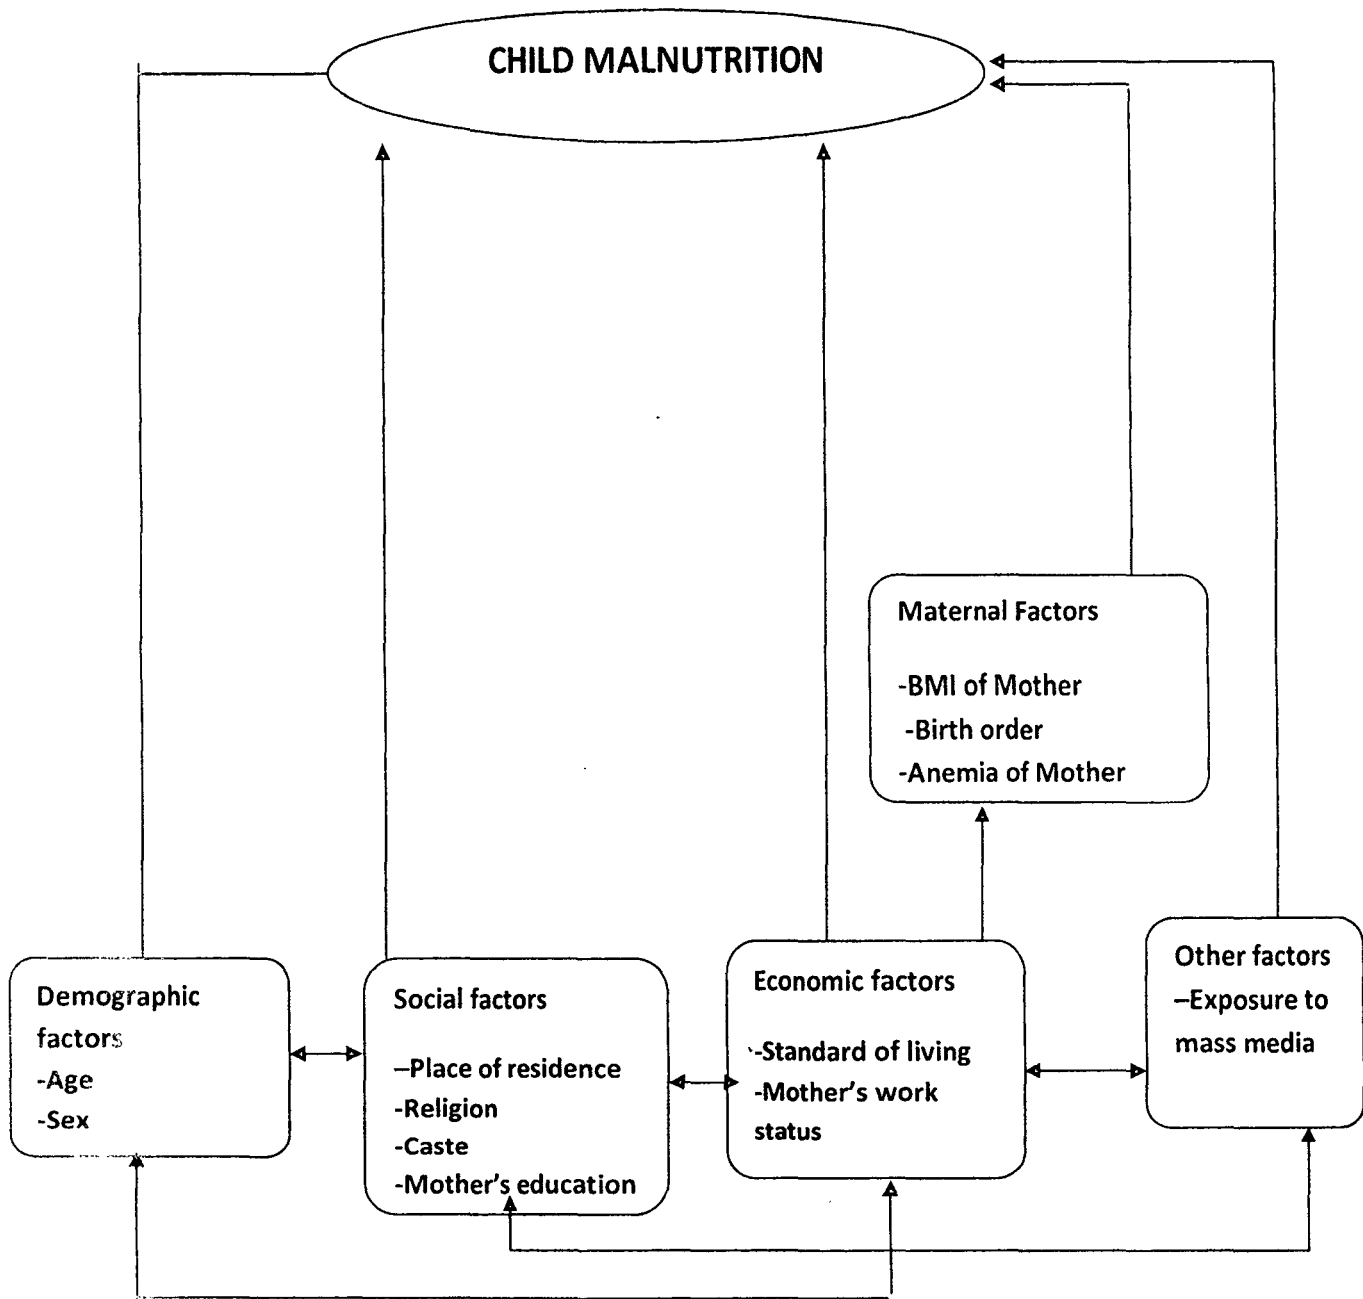 CHILD MALNUTRITION
Maternal Factors
-BMI of Mother
-Birth order
-Anemia of Mother
Demographic
factors
-Age
-Sex
Social factors
–Place of residence
-Religion
-Caste
-Mother's education
Economic factors
-Standard of living
-Mother's work
status
Other factors
–Exposure to
mass media